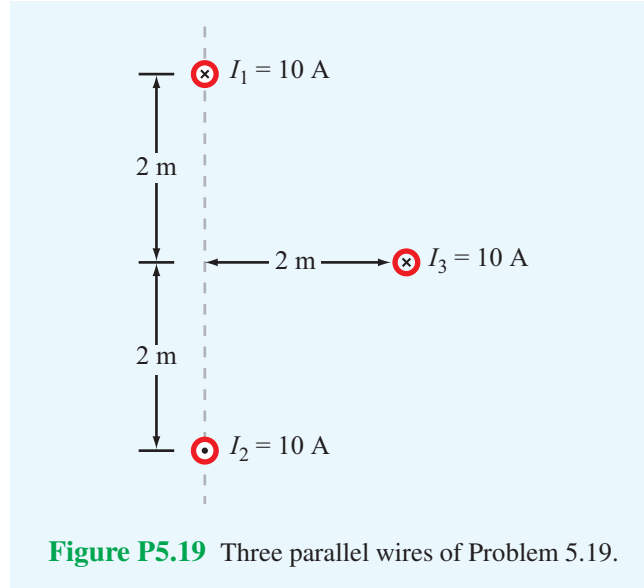 I₁ = 10 A
2 m
2 m
I₃ = 10 A
2 m
I₂ = 10 A
Figure P5.19 Three parallel wires of Problem 5.19.